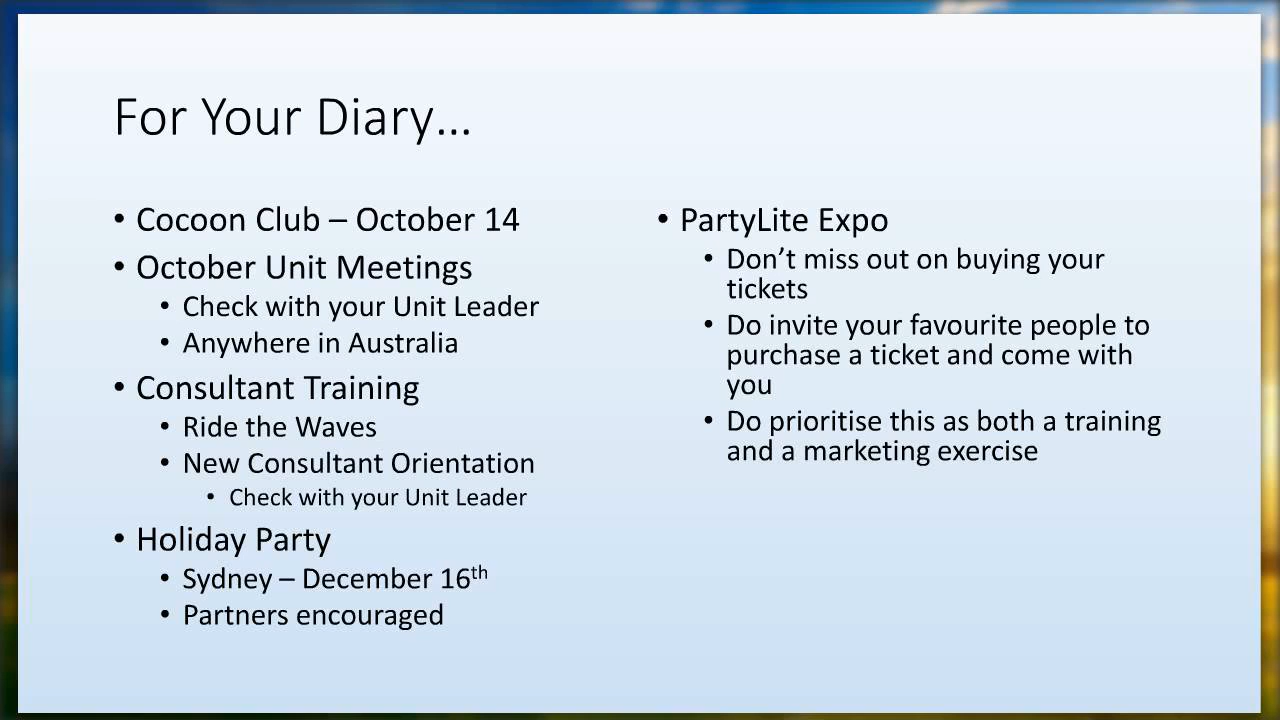 For Your Diary…
• Cocoon Club – October 14
• October Unit Meetings
• Check with your Unit Leader
• Anywhere in Australia
• Consultant Training
• Ride the Waves
• New Consultant Orientation
• Check with your Unit Leader
• Holiday Party
• Sydney – December 16th
• Partners encouraged
• PartyLite Expo
• Don’t miss out on buying your
tickets
• Do invite your favourite people to
purchase a ticket and come with
you
• Do prioritise this as both a training
and a marketing exercise